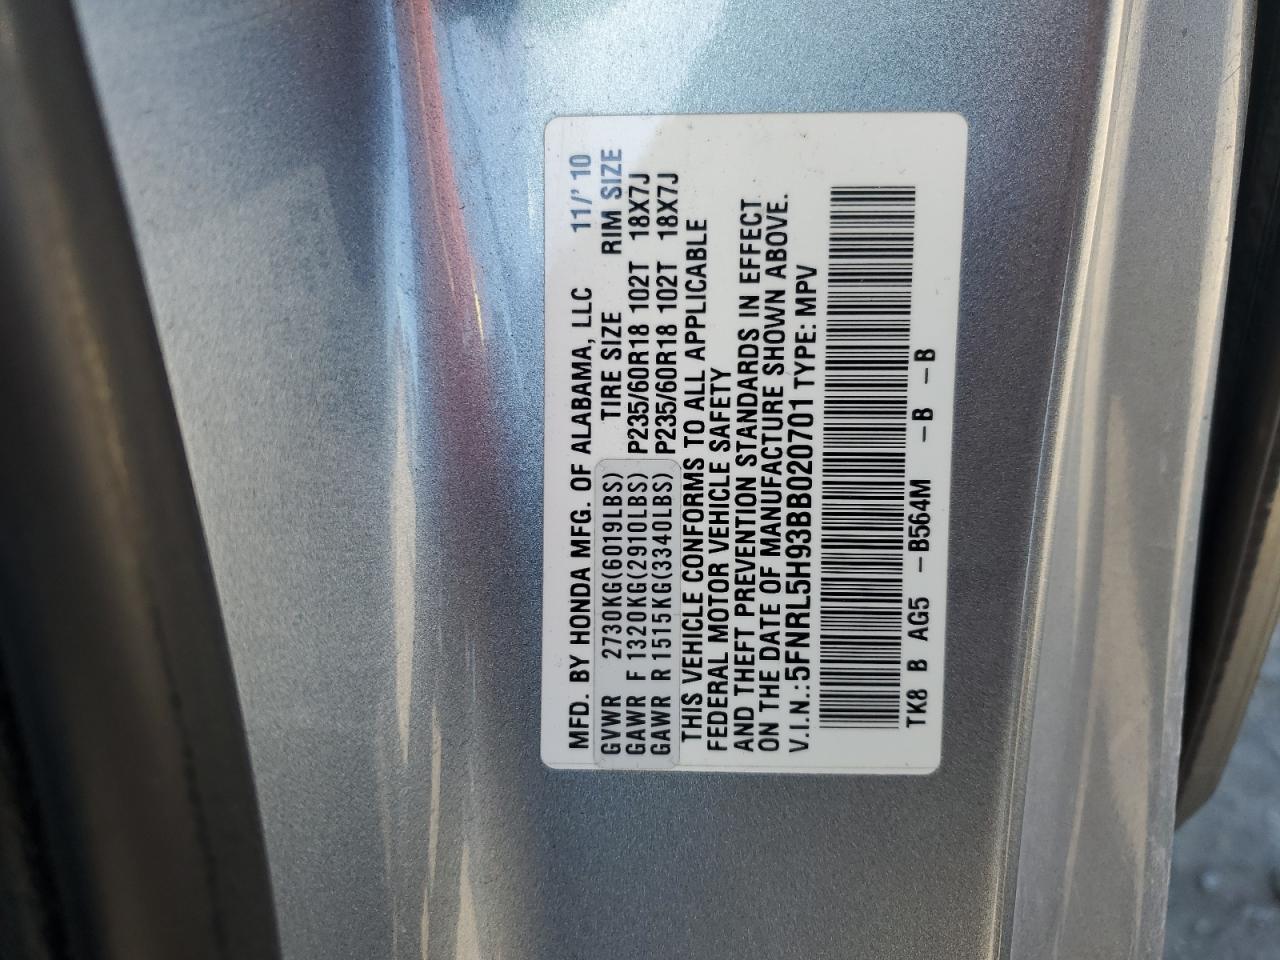 MFD. BY HONDA MFG. OF ALABAMA, LLC 11/' 10
GVWR 2730KG(6019LBS) TIRE SIZE RIM SIZE
GAWR F 1320KG(2910LBS) P235/60R18 102T 18X7J
GAWR R 1515KG(3340LBS) P235/60R18 102T 18X7J
THIS VEHICLE CONFORMS TO ALL APPLICABLE
FEDERAL MOTOR VEHICLE SAFETY
AND THEFT PREVENTION STANDARDS IN EFFECT
ON THE DATE OF MANUFACTURE SHOWN ABOVE.
V.I.N.: 5FNRL5H93BB020701 TYPE: MPV
TK8 B AG5 –B564M –B –B